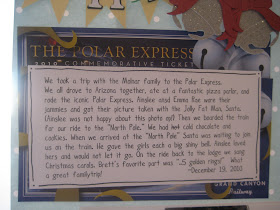 THE POLAR EXPRESS
2010 COMMEMORATIVE TICKET
We took a trip with the Molnar Family to the Polar Express.
We all drove to Arizona together, ate at a fantastic pizza parlor, and
rode the iconic Polar Express. Ainslee and Emma Rae wore their
jammies and got their picture taken with the Jolly Fat Man, Santa.
(Ainslee was not happy about this photo op!) Then we boarded the train
for our ride to the "North Pole." We had hot cold chocolate and
cookies. When we arrived at the "North Pole" Santa was waiting to join
us on the train. He gave the girls each a big shiny bell. Ainslee loved
hers and would not let it go. On the ride back to the lodge we sang
Christmas carols. Brett's favorite part was "...5 golden rings!" What
a great family trip!
~December 19, 2010
GRAND CANYON
Railway